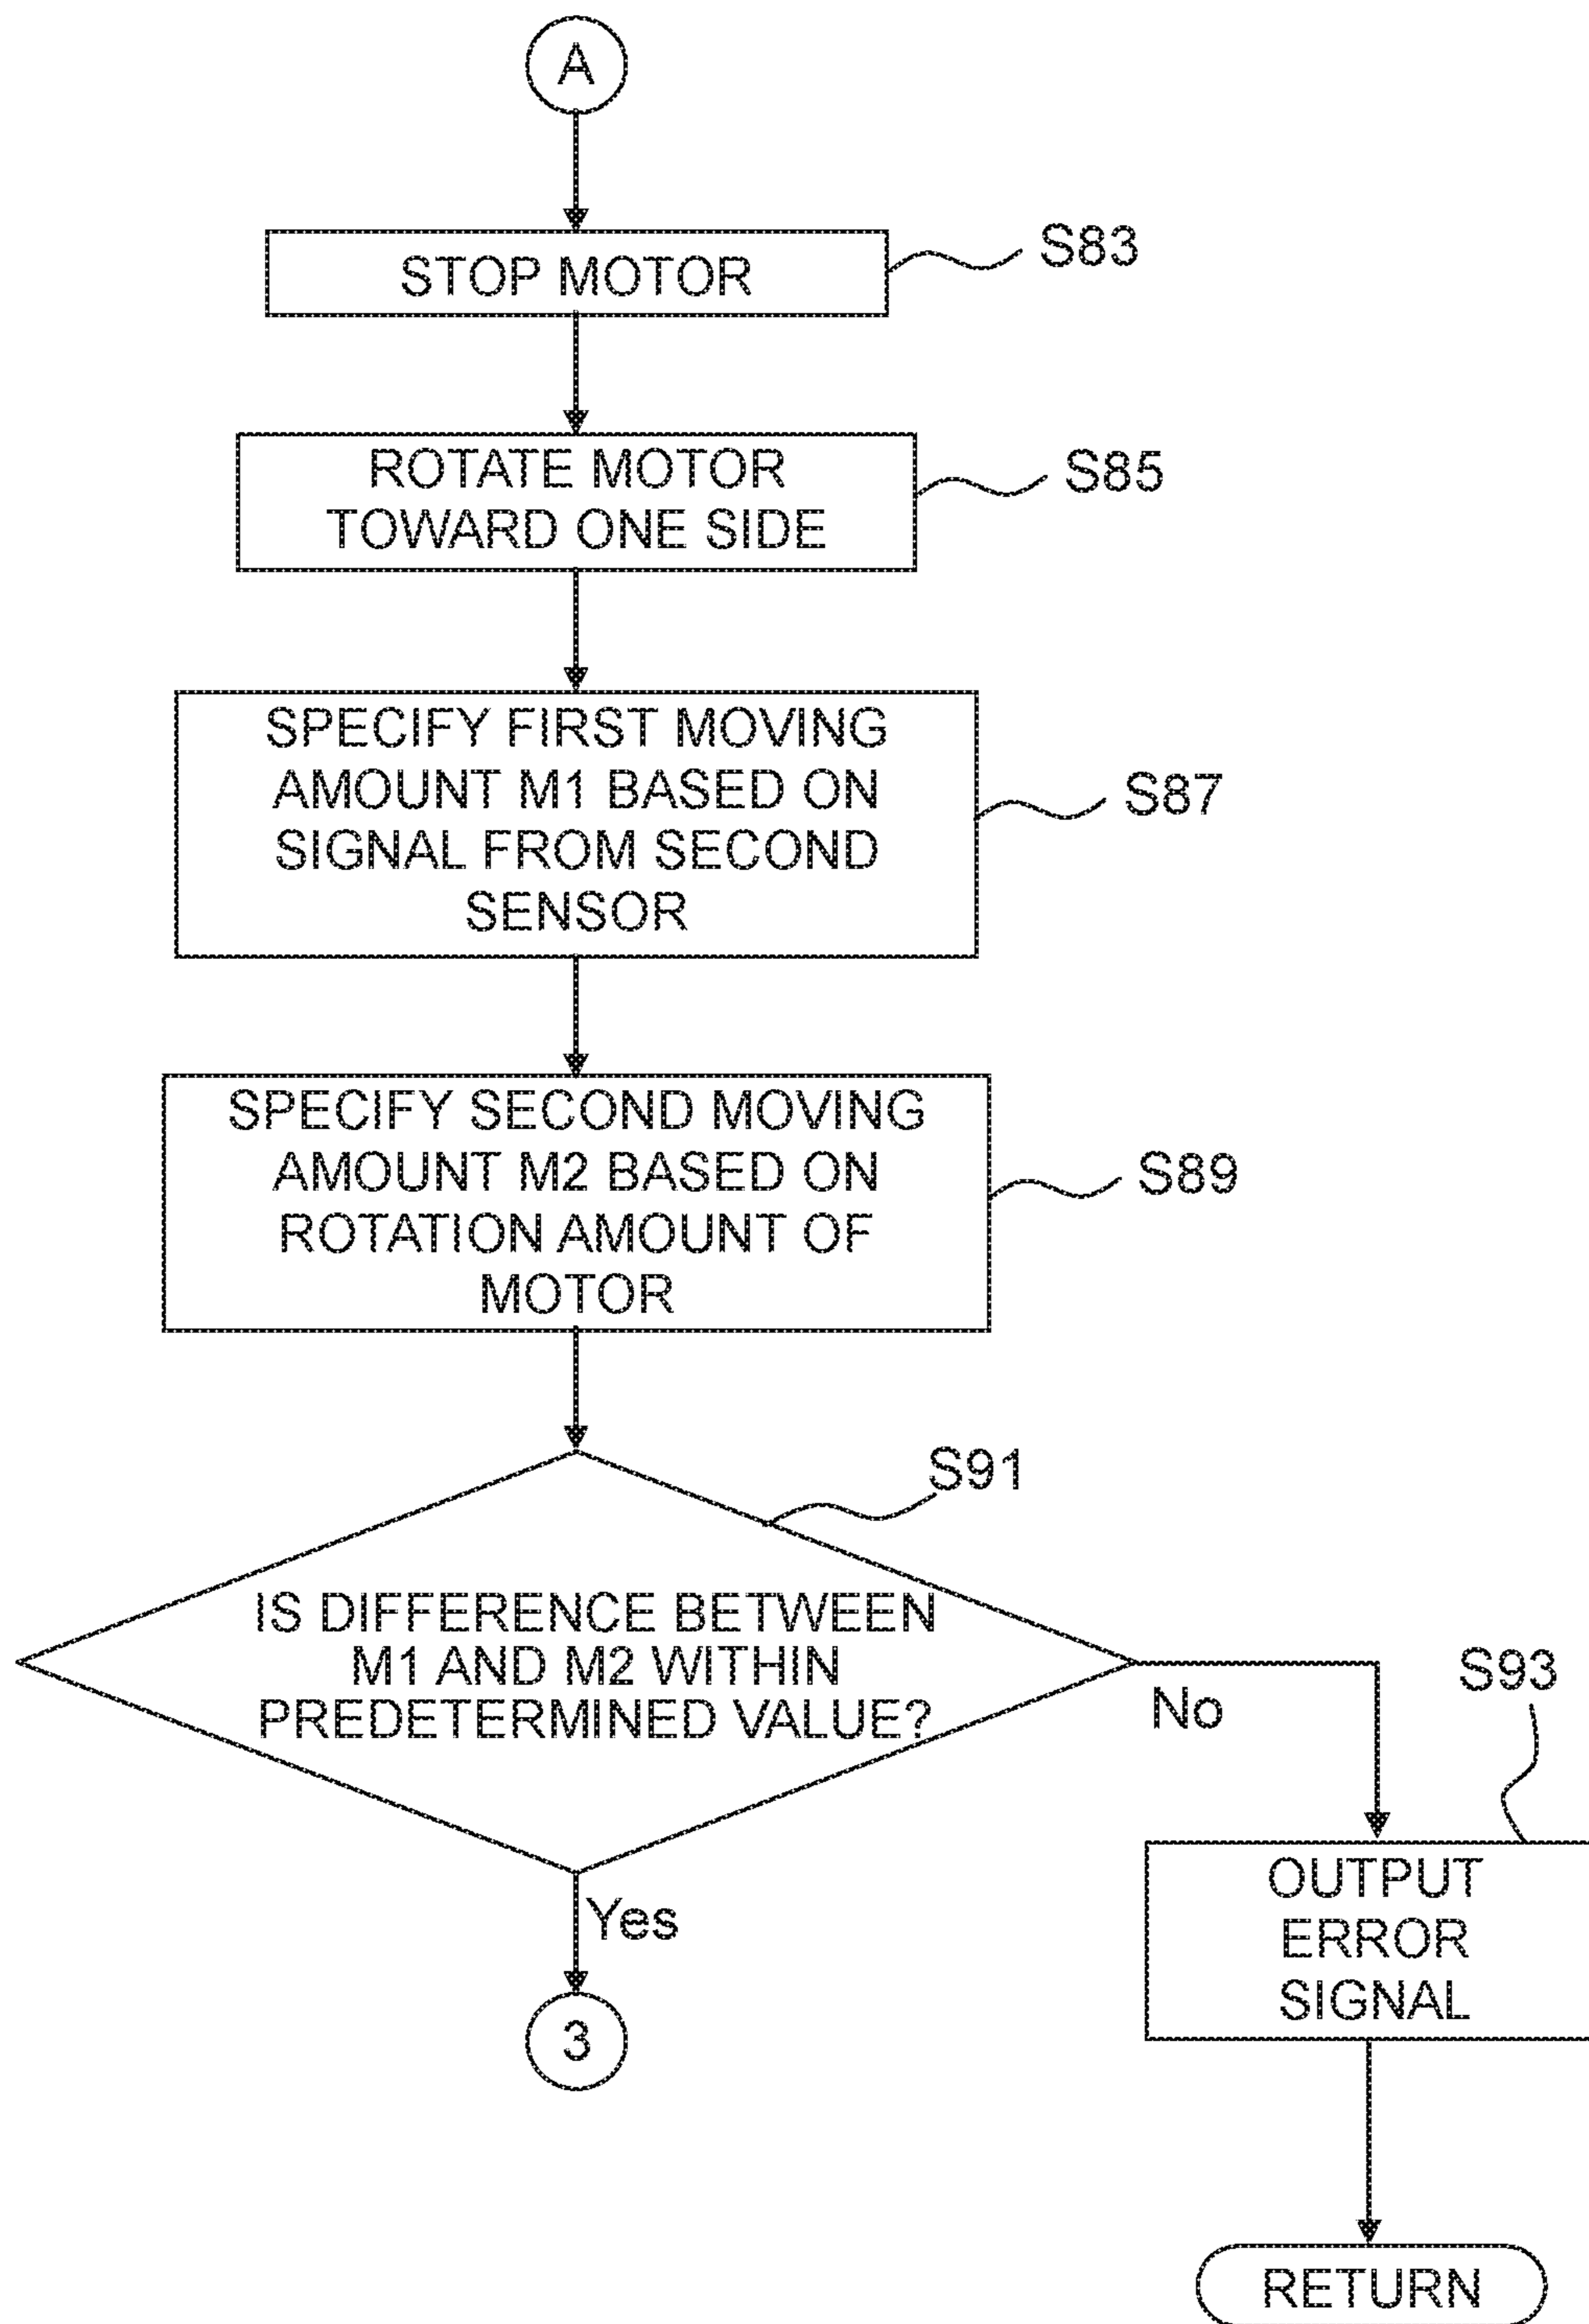 A
STOP MOTOR
S83
ROTATE MOTOR
TOWARD ONE SIDE
S85
SPECIFY FIRST MOVING
AMOUNT M1 BASED ON
SIGNAL FROM SECOND
SENSOR
S87
SPECIFY SECOND MOVING
AMOUNT M2 BASED ON
ROTATION AMOUNT OF
MOTOR
S89
S91
IS DIFFERENCE BETWEEN
M1 AND M2 WITHIN
PREDETERMINED VALUE?
No
S93
Yes
OUTPUT
ERROR
SIGNAL
3
RETURN